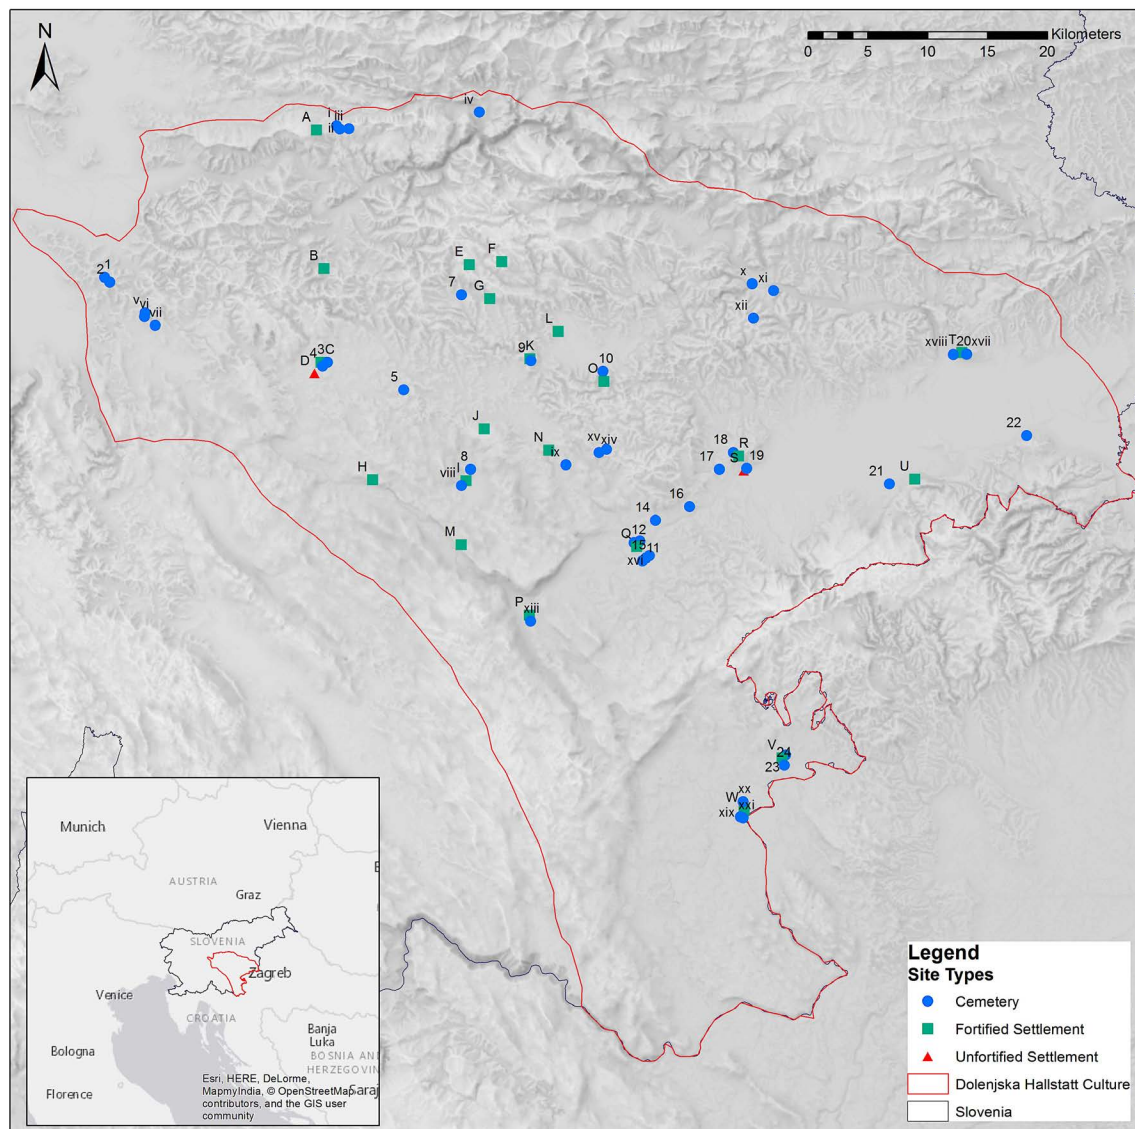 N
Kilometers
0 5 10 15 20
iv
A
i
iii
ii
B
E
F
2
1
7
G
x
xi
v
vi
vii
xii
L
D
4
3
C
9
K
10
O
xviii
T
20
xvii
5
J
N
ix
xv
xiv
18
R
17
S
19
22
H
viii
I
8
21
U
16
14
M
Q
12
15
11
xvi
P
xiii
V
24
23
xx
W
xxi
xix
Munich
Vienna
AUSTRIA
Graz
SLOVENIA
Zagreb
Venice
CROATIA
Banja
Luka
Bologna
BOSNIA AND
HERZEGOVIN
Florence
Saraj
Esri, HERE, DeLorme,
MapmyIndia, © OpenStreetMap
contributors, and the GIS user
community
Legend
Site Types
Cemetery
Fortified Settlement
Unfortified Settlement
Dolenjska Hallstatt Culture
Slovenia